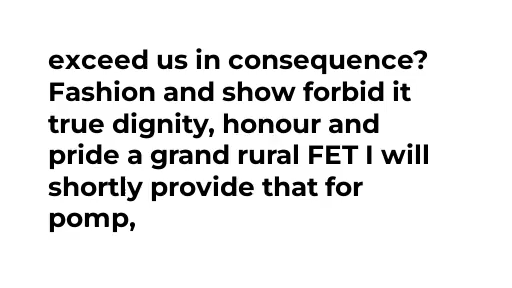 exceed us in consequence?
Fashion and show forbid it
true dignity, honour and
pride a grand rural FET I will
shortly provide that for
pomp,